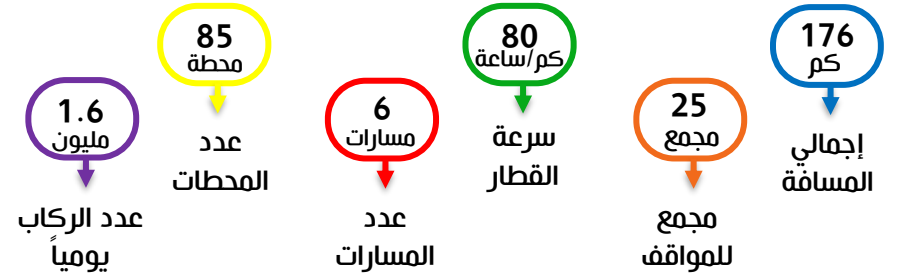 176
كم
إجمالي
المسافة
25
مجمع
مجمع
للمواقف
80
كم/ساعة
سرعة
القطار
6
مسارات
عدد
المسارات
85
محطة
عدد
المحطات
1.6
مليون
عدد الركاب
يومياً